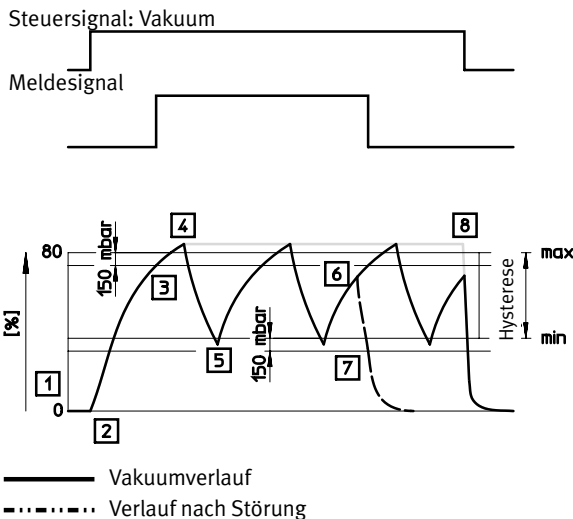 Steuersignal: Vakuum
Meldesignal
4
8
80
150 mbar
3
6
max
[%]
Hysterese
5
150 mbar
7
min
1
0
2
Vakuumverlauf
Verlauf nach Störung